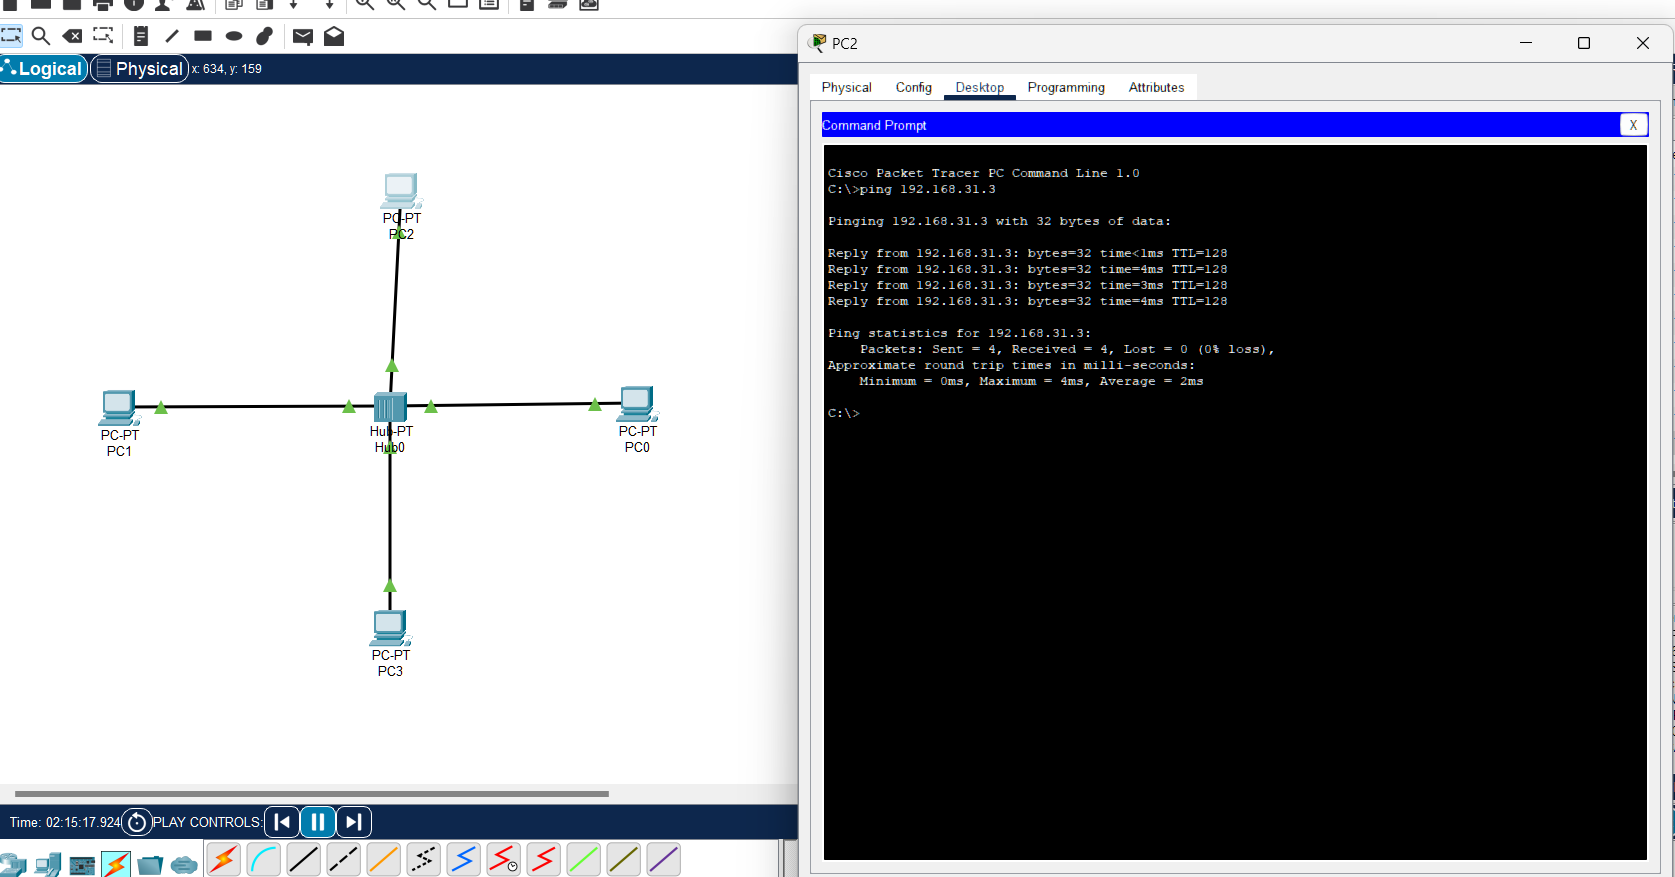 Logical
Physical
x: 634, y: 159
PC-PT
PC2
PC-PT
PC1
Hub-PT
Hub0
PC-PT
PC0
PC-PT
PC3
Time: 02:15:17.924
PLAY CONTROLS:
PC2
Physical
Config
Desktop
Programming
Attributes
Command Prompt
X
Cisco Packet Tracer PC Command Line 1.0
C:\>ping 192.168.31.3
Pinging 192.168.31.3 with 32 bytes of data:
Reply from 192.168.31.3: bytes=32 time<1ms TTL=128
Reply from 192.168.31.3: bytes=32 time=4ms TTL=128
Reply from 192.168.31.3: bytes=32 time=3ms TTL=128
Reply from 192.168.31.3: bytes=32 time=4ms TTL=128
Ping statistics for 192.168.31.3:
Packets: Sent = 4, Received = 4, Lost = 0 (0% loss),
Approximate round trip times in milli-seconds:
Minimum = 0ms, Maximum = 4ms, Average = 2ms
C:\>